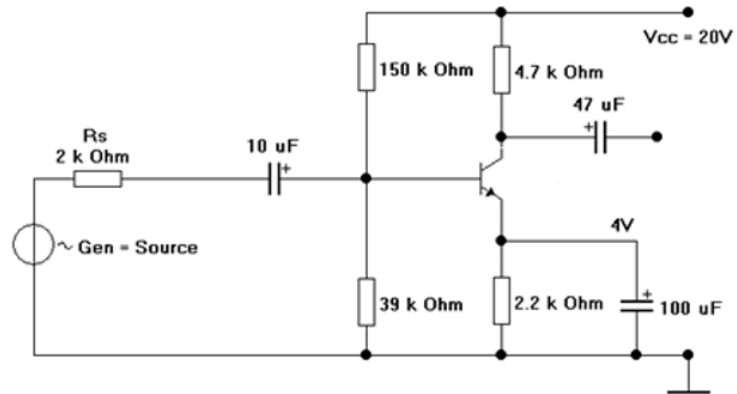 Vcc = 20V
150 k Ohm
4.7 k Ohm
47 uF
+
Rs
2 k Ohm
10 uF
+
~ Gen = Source
4V
39 k Ohm
2.2 k Ohm
+
100 uF